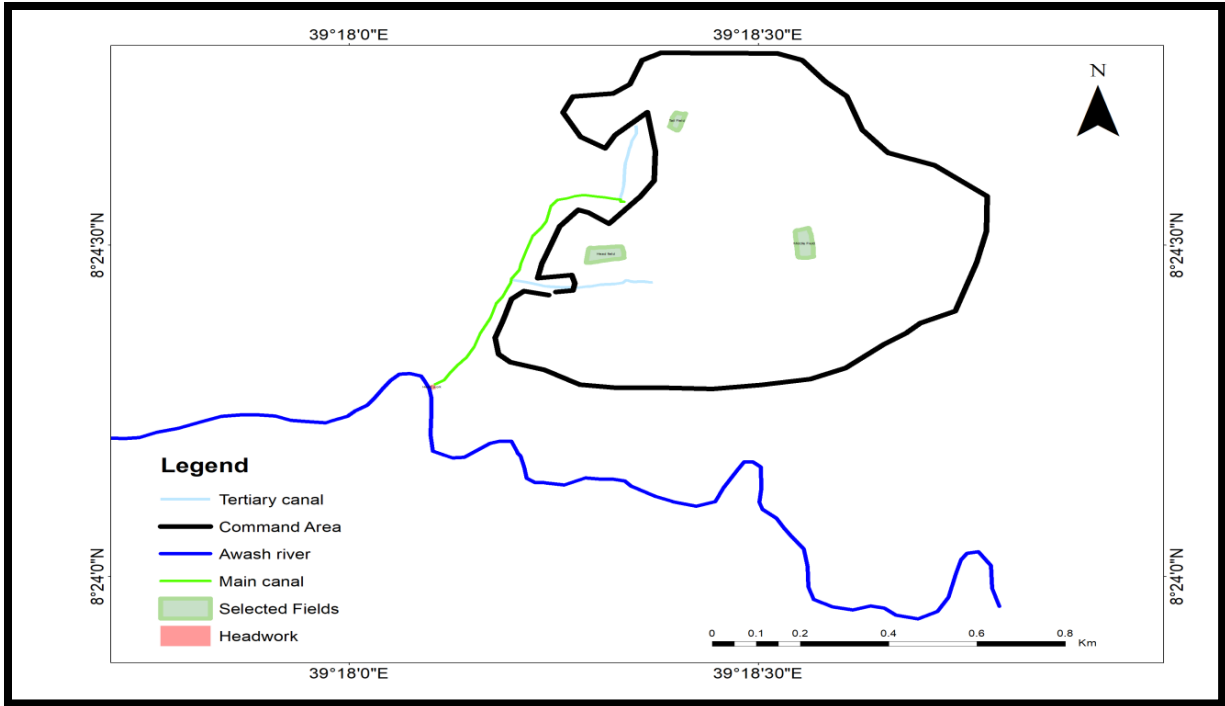 39°18'0"E
39°18'30"E
N
8°24'30"N
8°24'30"N
Legend
Tertiary canal
Command Area
Awash river
Main canal
Selected Fields
Headwork
8°24'0"N
8°24'0"N
0 0.1 0.2 0.4 0.6 0.8
Km
39°18'0"E
39°18'30"E